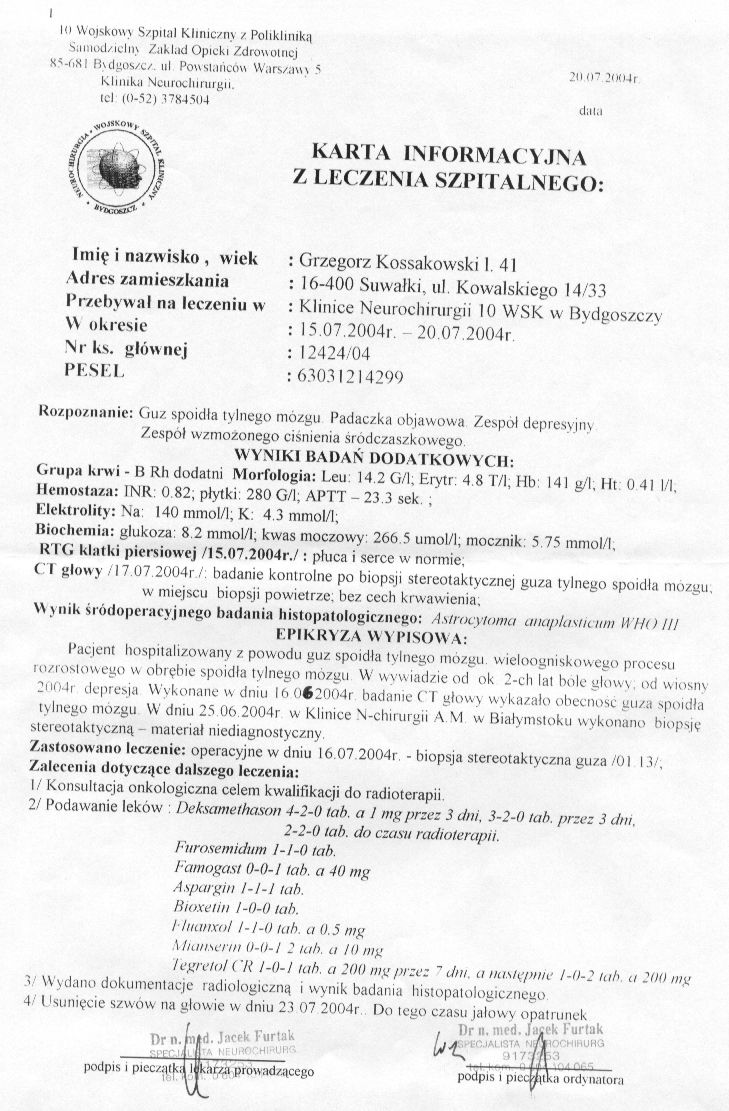 10 Wojskowy Szpital Kliniczny z Polikliniką
Samodzielny Zakład Opieki Zdrowotnej
85-681 Bydgoszcz, ul. Powstańców Warszawy 5
Klinika Neurochirurgii.
tel: (0-52) 3784504
20.07.2004r.
data
NEUROCHIRURGIA • WOJSKOWY SZPITAL KLINICZNY • BYDGOSZCZ •
KARTA INFORMACYJNA
Z LECZENIA SZPITALNEGO:
Imię i nazwisko , wiek : Grzegorz Kossakowski l. 41
Adres zamieszkania : 16-400 Suwałki, ul. Kowalskiego 14/33
Przebywał na leczeniu w : Klinice Neurochirurgii 10 WSK w Bydgoszczy
W okresie : 15.07.2004r. – 20.07.2004r.
Nr ks. głównej : 12424/04
PESEL : 63031214299
Rozpoznanie: Guz spoidła tylnego mózgu. Padaczka objawowa. Zespół depresyjny.
Zespół wzmożonego ciśnienia śródczaszkowego.
WYNIKI BADAŃ DODATKOWYCH:
Grupa krwi - B Rh dodatni Morfologia: Leu: 14.2 G/l; Erytr: 4.8 T/l; Hb: 141 g/l; Ht: 0.41 l/l;
Hemostaza: INR: 0.82; płytki: 280 G/l; APTT – 23.3 sek. ;
Elektrolity: Na: 140 mmol/l; K: 4.3 mmol/l;
Biochemia: glukoza: 8.2 mmol/l; kwas moczowy: 266.5 umol/l; mocznik: 5.75 mmol/l;
RTG klatki piersiowej /15.07.2004r./ : płuca i serce w normie;
CT głowy /17.07.2004r./: badanie kontrolne po biopsji stereotaktycznej guza tylnego spoidła mózgu;
w miejscu biopsji powietrze; bez cech krwawienia;
Wynik śródoperacyjnego badania histopatologicznego: Astrocytoma anaplasticum WHO III
EPIKRYZA WYPISOWA:
Pacjent hospitalizowany z powodu guz spoidła tylnego mózgu. wieloogniskowego procesu
rozrostowego w obrębie spoidła tylnego mózgu. W wywiadzie od ok. 2-ch lat bóle głowy; od wiosny
2004r. depresja. Wykonane w dniu 16.06.2004r. badanie CT głowy wykazało obecność guza spoidła
tylnego mózgu. W dniu 25.06.2004r. w Klinice N-chirurgii A.M. w Białymstoku wykonano biopsję
stereotaktyczną – materiał niediagnostyczny.
Zastosowano leczenie: operacyjne w dniu 16.07.2004r. - biopsja stereotaktyczna guza /01.13/;
Zalecenia dotyczące dalszego leczenia:
1/ Konsultacja onkologiczna celem kwalifikacji do radioterapii.
2/ Podawanie leków : Deksamethason 4-2-0 tab. a 1 mg przez 3 dni, 3-2-0 tab. przez 3 dni,
2-2-0 tab. do czasu radioterapii.
Furosemidum 1-1-0 tab.
Famogast 0-0-1 tab. a 40 mg
Aspargin 1-1-1 tab.
Bioxetin 1-0-0 tab.
Fluanxol 1-1-0 tab. a 0.5 mg
Mianserin 0-0-1 2 tab. a 10 mg
Tegretol CR 1-0-1 tab. a 200 mg przez 7 dni, a następnie 1-0-2 tab. a 200 mg
3/ Wydano dokumentacje radiologiczną i wynik badania histopatologicznego.
4/ Usunięcie szwów na głowie w dniu 23.07.2004r.. Do tego czasu jałowy opatrunek
Dr n. med. Jacek Furtak
SPECJALISTA NEUROCHIRURG
podpis i pieczątka lekarza prowadzącego
Dr n. med. Jacek Furtak
SPECJALISTA NEUROCHIRURG
9173253
podpis i pieczątka ordynatora